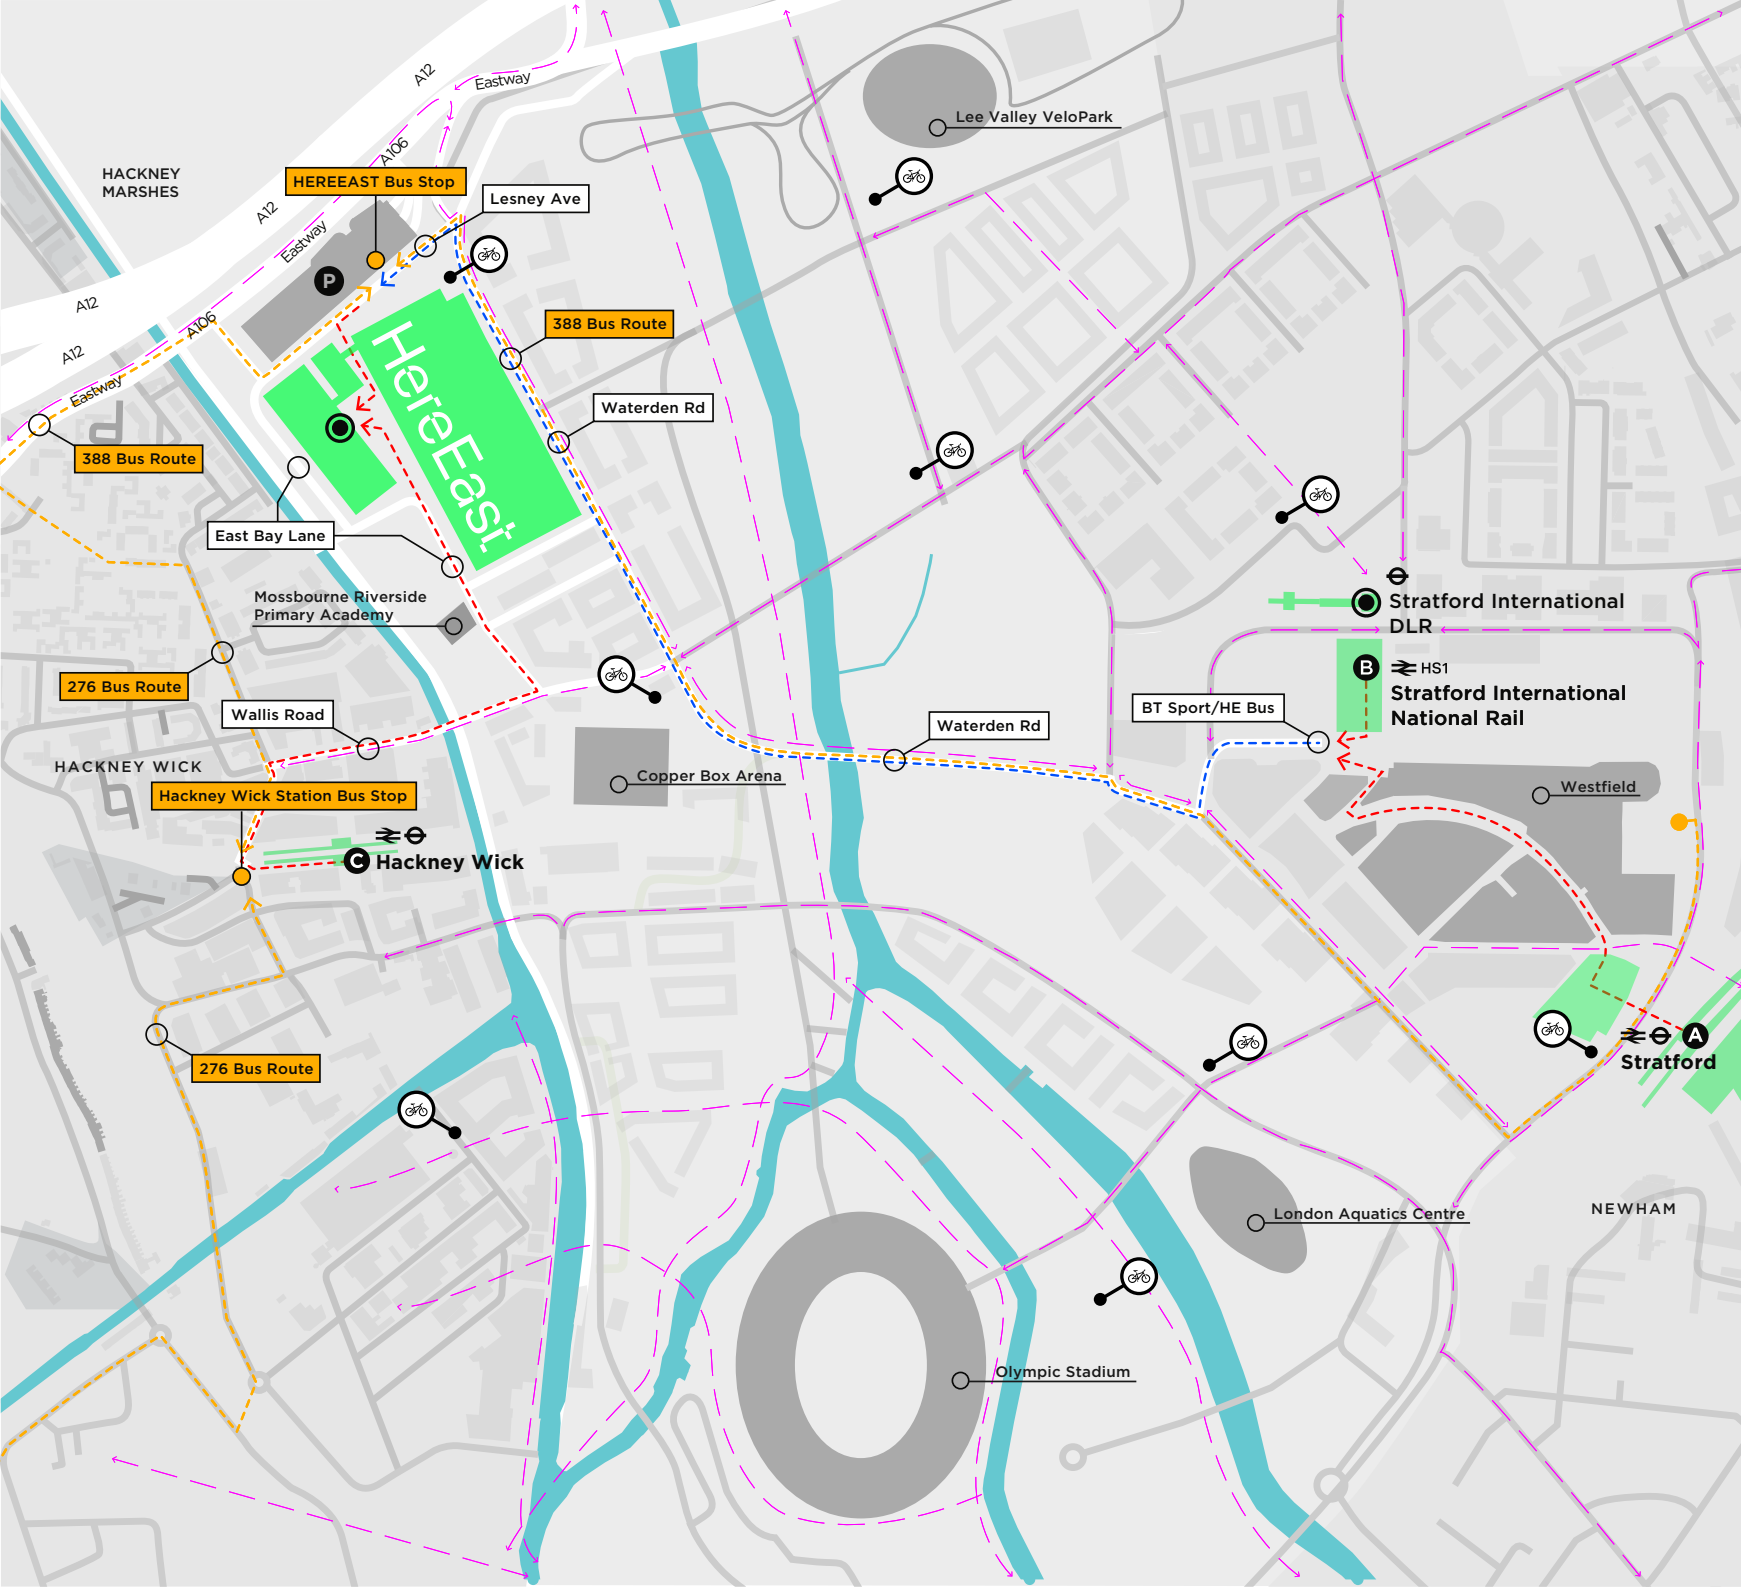 A12
Eastway
A106
HACKNEY
MARSHES
HEREEAST Bus Stop
Lesney Ave
Lee Valley VeloPark
A12
Eastway
P
A12
A106
A12
Eastway
388 Bus Route
HereEast
Waterden Rd
388 Bus Route
East Bay Lane
Mossbourne Riverside
Primary Academy
Stratford International
DLR
276 Bus Route
B
HS1
Stratford International
National Rail
Wallis Road
BT Sport/HE Bus
Waterden Rd
HACKNEY WICK
Copper Box Arena
Westfield
Hackney Wick Station Bus Stop
C
Hackney Wick
A
Stratford
276 Bus Route
NEWHAM
London Aquatics Centre
Olympic Stadium